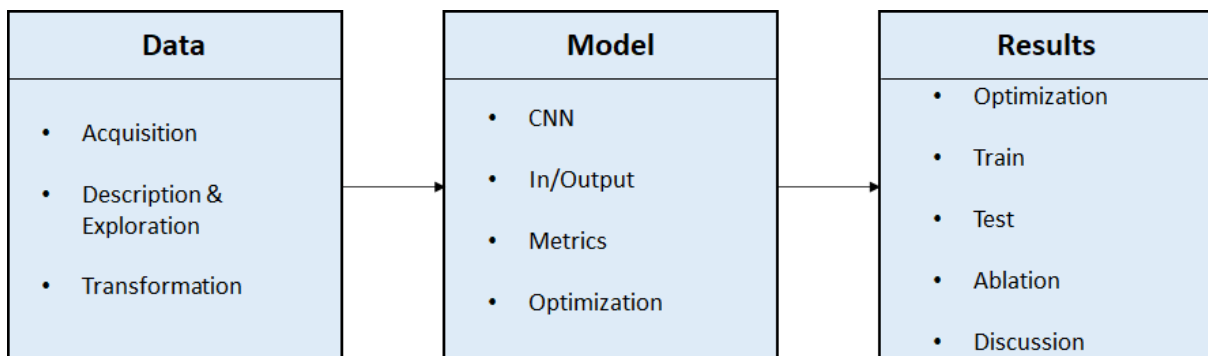 Data
• Acquisition
• Description &
Exploration
• Transformation
Model
• CNN
• In/Output
• Metrics
• Optimization
Results
• Optimization
• Train
• Test
• Ablation
• Discussion